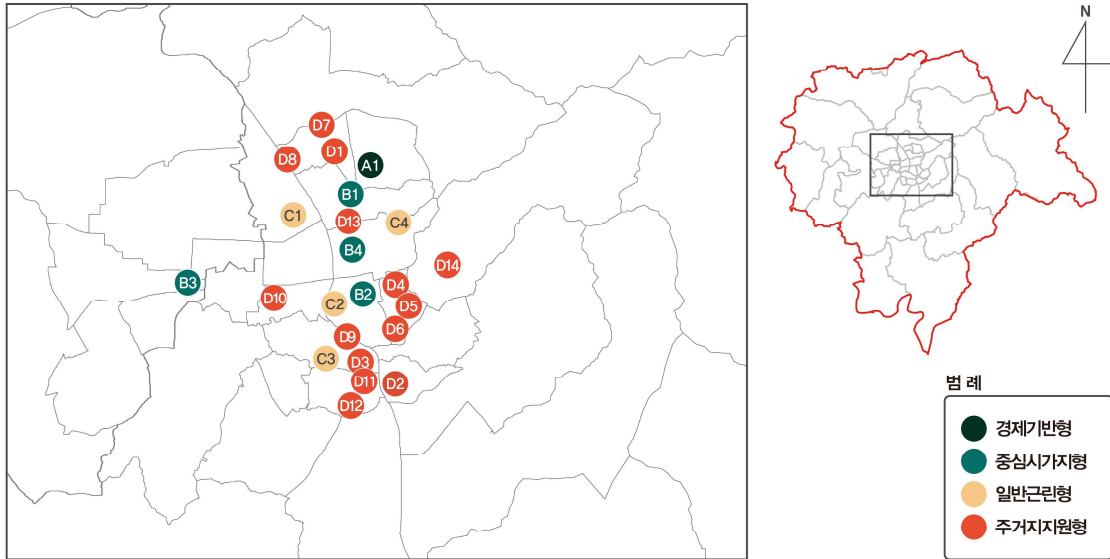 N
D7
D1
D8
A1
B1
C1
D13
C4
B4
D14
B3
D4
D10
C2
B2
D5
D6
D9
C3
D3
D11
D2
D12
범 례
경제기반형
중심시가지형
일반근린형
주거지지원형